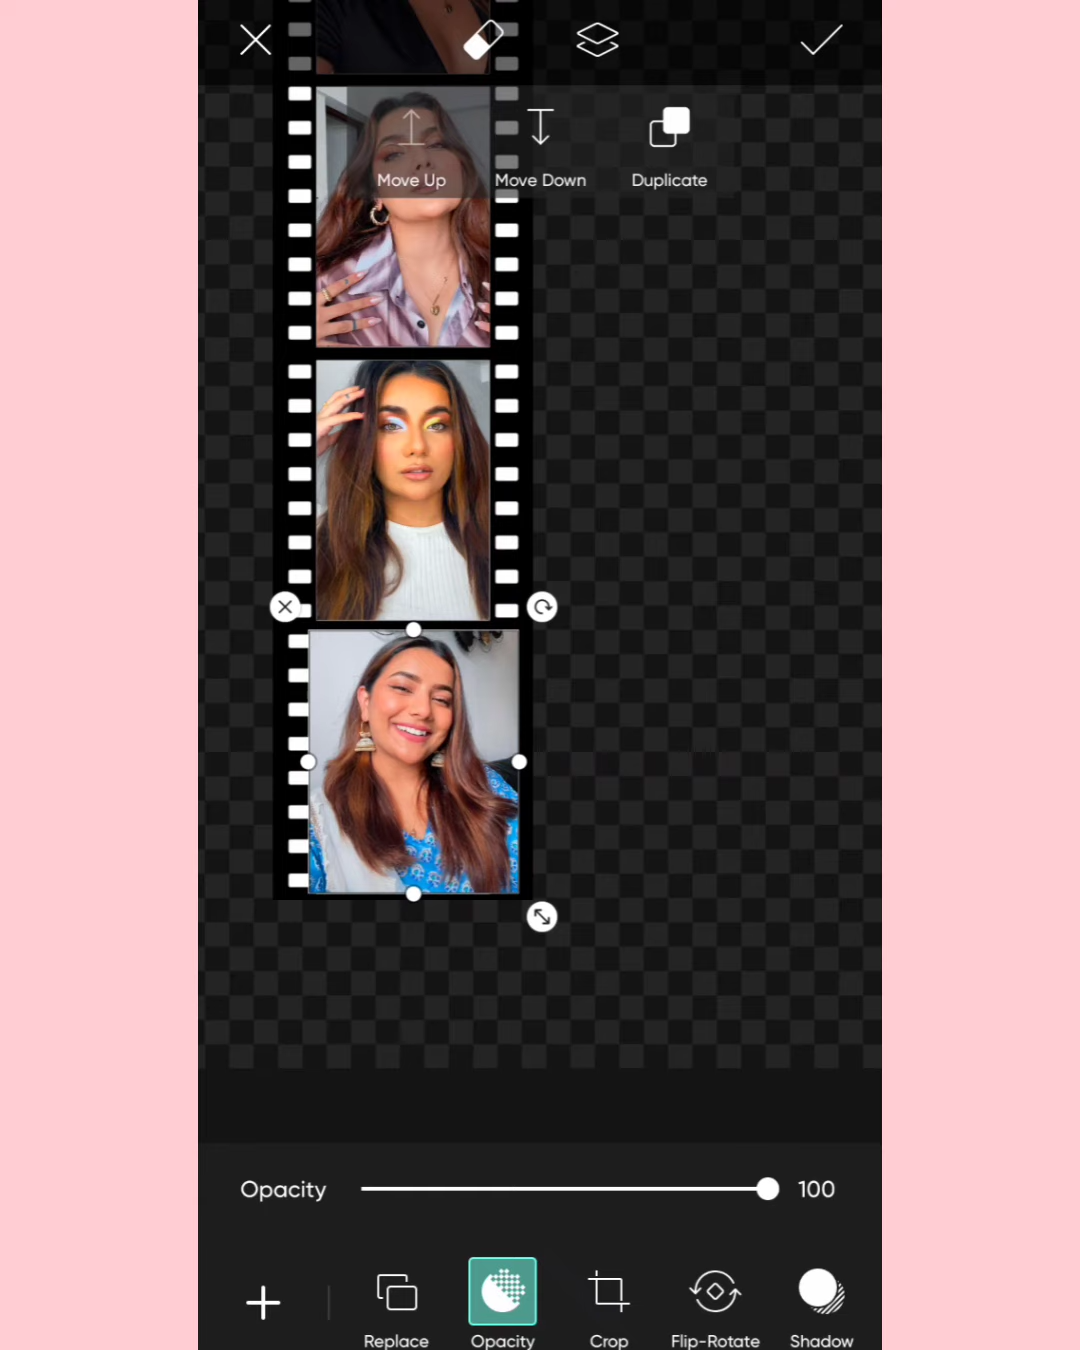 Move Up
Move Down
Duplicate
Opacity
100
Replace
Opacity
Crop
Flip-Rotate
Shadow